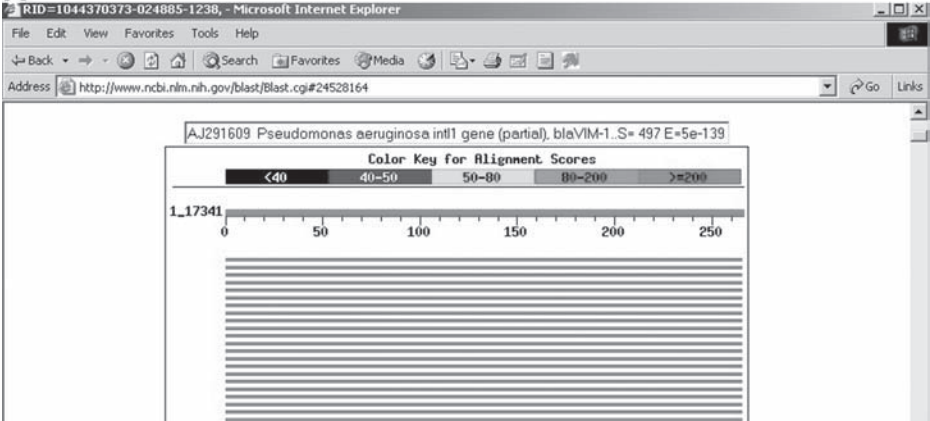 RID=1044370373-024885-1238, - Microsoft Internet Explorer
File Edit View Favorites Tools Help
Back Search Favorites Media
Address http://www.ncbi.nlm.nih.gov/blast/Blast.cgi#24528164 Go Links
AJ291609 Pseudomonas aeruginosa intI1 gene (partial), blaVIM-1..S= 497 E=5e-139
Color Key for Alignment Scores
<40 40-50 50-80 80-200 >=200
1_17341
0 50 100 150 200 250